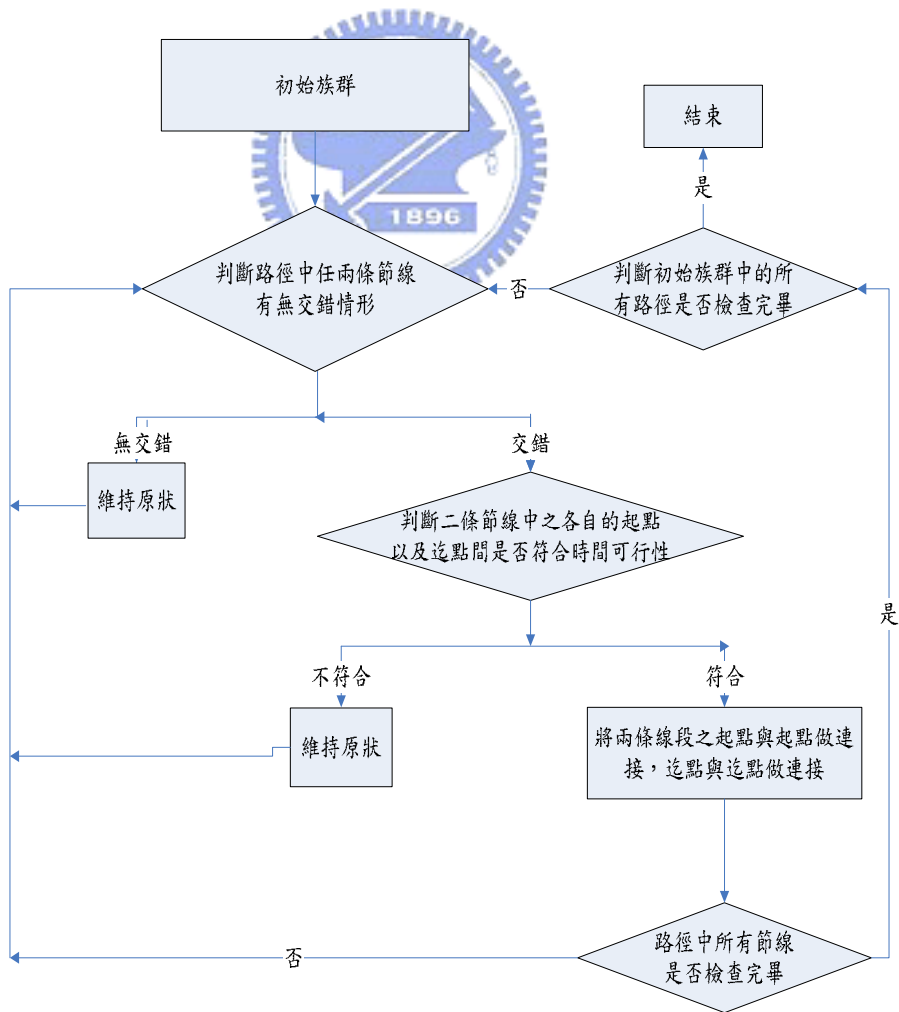 初始族群
結束
是
1896
判斷路徑中任兩條節線
有無交錯情形
否
判斷初始族群中的所
有路徑是否檢查完畢
無交錯
交錯
維持原狀
判斷二條節線中之各自的起點
以及迄點間是否符合時間可行性
是
不符合
符合
維持原狀
將兩條線段之起點與起點做連
接，迄點與迄點做連接
否
路徑中所有節線
是否檢查完畢